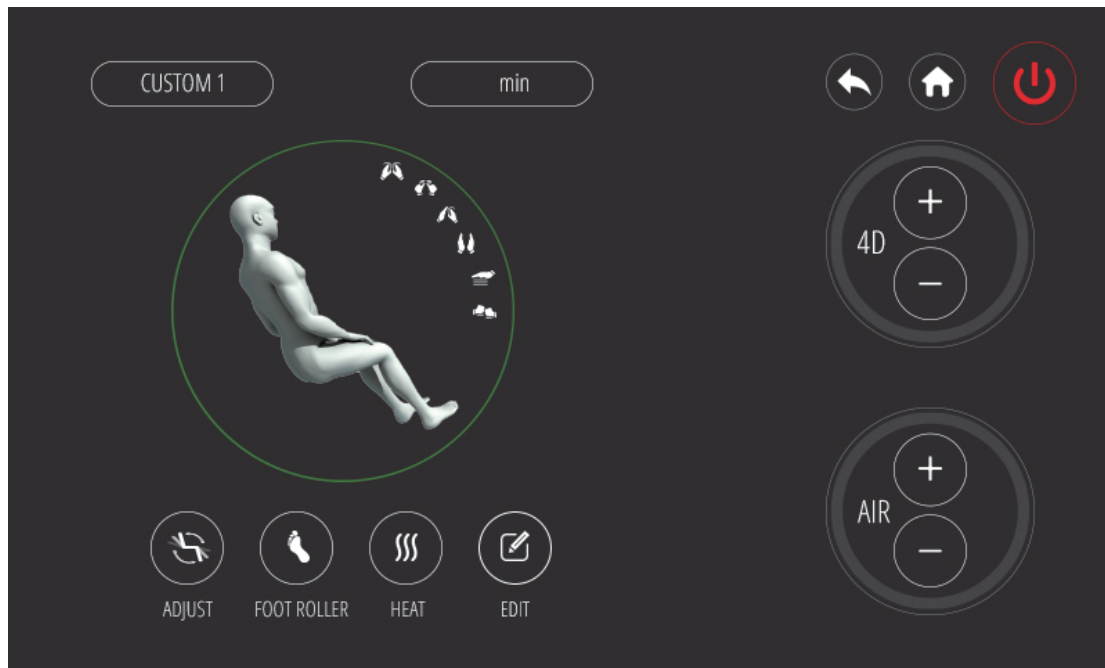 CUSTOM 1
min
4D
+
−
AIR
+
−
ADJUST
FOOT ROLLER
HEAT
EDIT